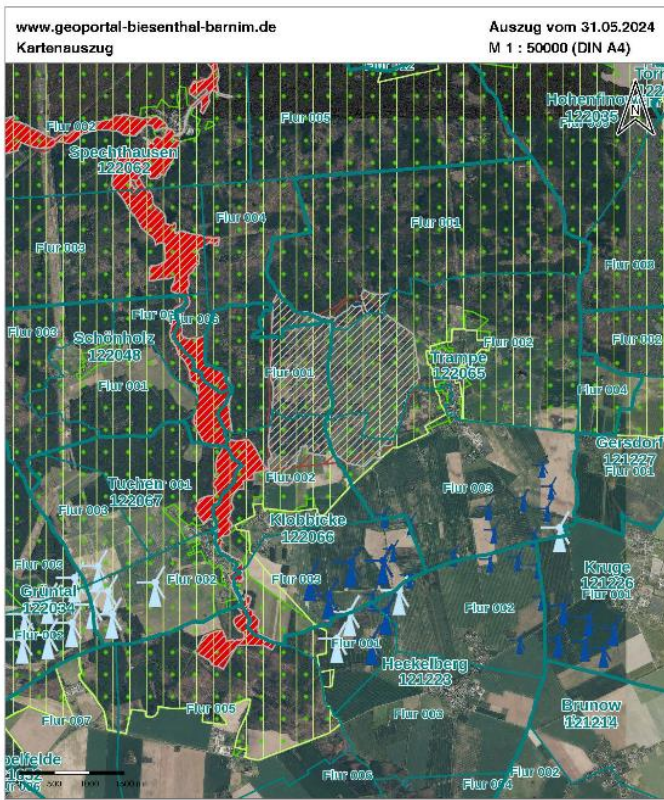 www.geoportal-biesenthal-barnim.de
Auszug vom 31.05.2024
Kartenauszug
M 1 : 50000 (DIN A4)
Flur 002
Flur 005
Hohenfinow
122035
N
Spechthausen
122062
Flur 004
Flur 001
Flur 003
Flur 003
Flur 006
Flur 003
Schönholz
122048
Flur 002
Flur 002
Flur 001
Trampe
122065
Flur 001
Flur 004
Gersdorf
121227
Flur 001
Tuchen 001
122067
Flur 002
Flur 003
Flur 003
Klobbicke
122066
Flur 003
Grüntal
122034
Flur 002
Flur 003
Kruge
121226
Flur 001
Flur 002
Flur 002
Flur 001
Heckelberg
121223
Flur 007
Flur 005
Flur 003
Brunow
121214
Flur 006
Flur 002
Flur 004
500
1000